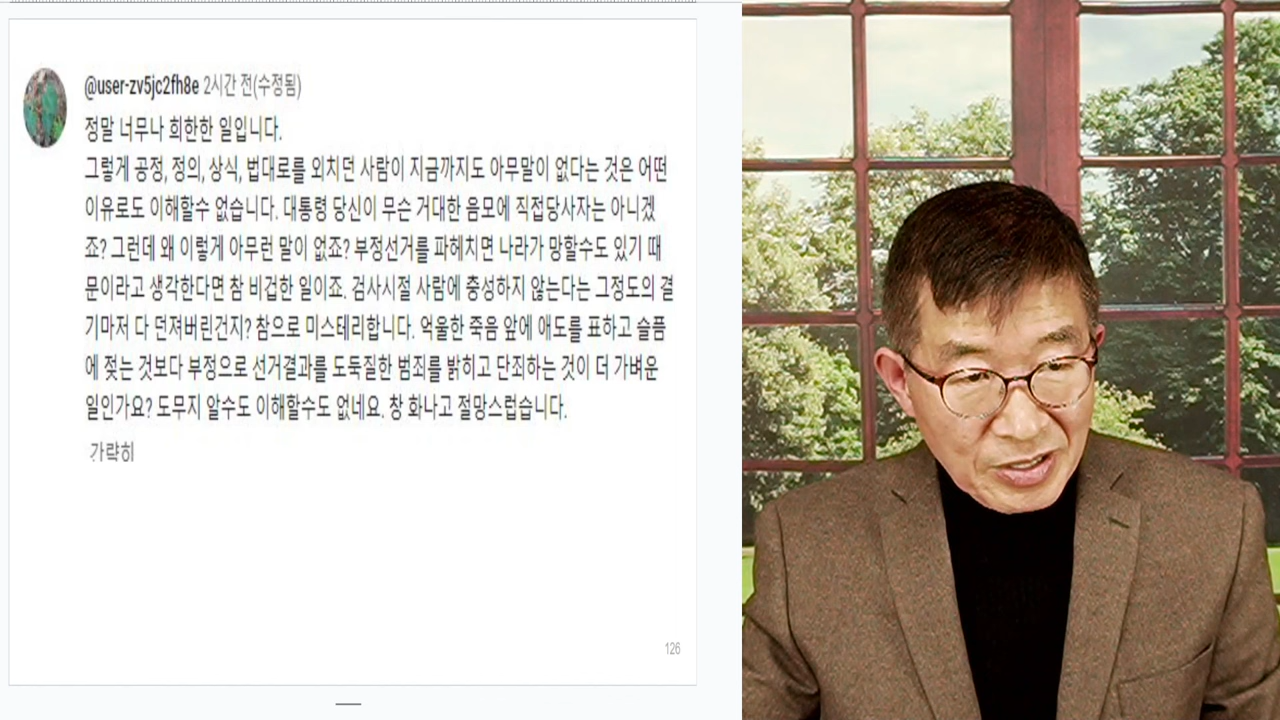 @user-zv5jc2fh8e 2시간 전(수정됨)
정말 너무나 희한한 일입니다.
그렇게 공정, 정의, 상식, 법대로를 외치던 사람이 지금까지도 아무말이 없다는 것은 어떤
이유로도 이해할수 없습니다. 대통령 당신이 무슨 거대한 음모에 직접당사자는 아니겠
죠? 그런데 왜 이렇게 아무런 말이 없죠? 부정선거를 파헤치면 나라가 망할수도 있기 때
문이라고 생각한다면 참 비겁한 일이죠. 검사시절 사람에 충성하지 않는다는 그정도의 결
기마저 다 던져버린건지? 참으로 미스테리합니다. 억울한 죽음 앞에 애도를 표하고 슬픔
에 젖는 것보다 부정으로 선거결과를 도둑질한 범죄를 밝히고 단죄하는 것이 더 가벼운
일인가요? 도무지 알수도 이해할수도 없네요. 창 화나고 절망스럽습니다.
간략히
126